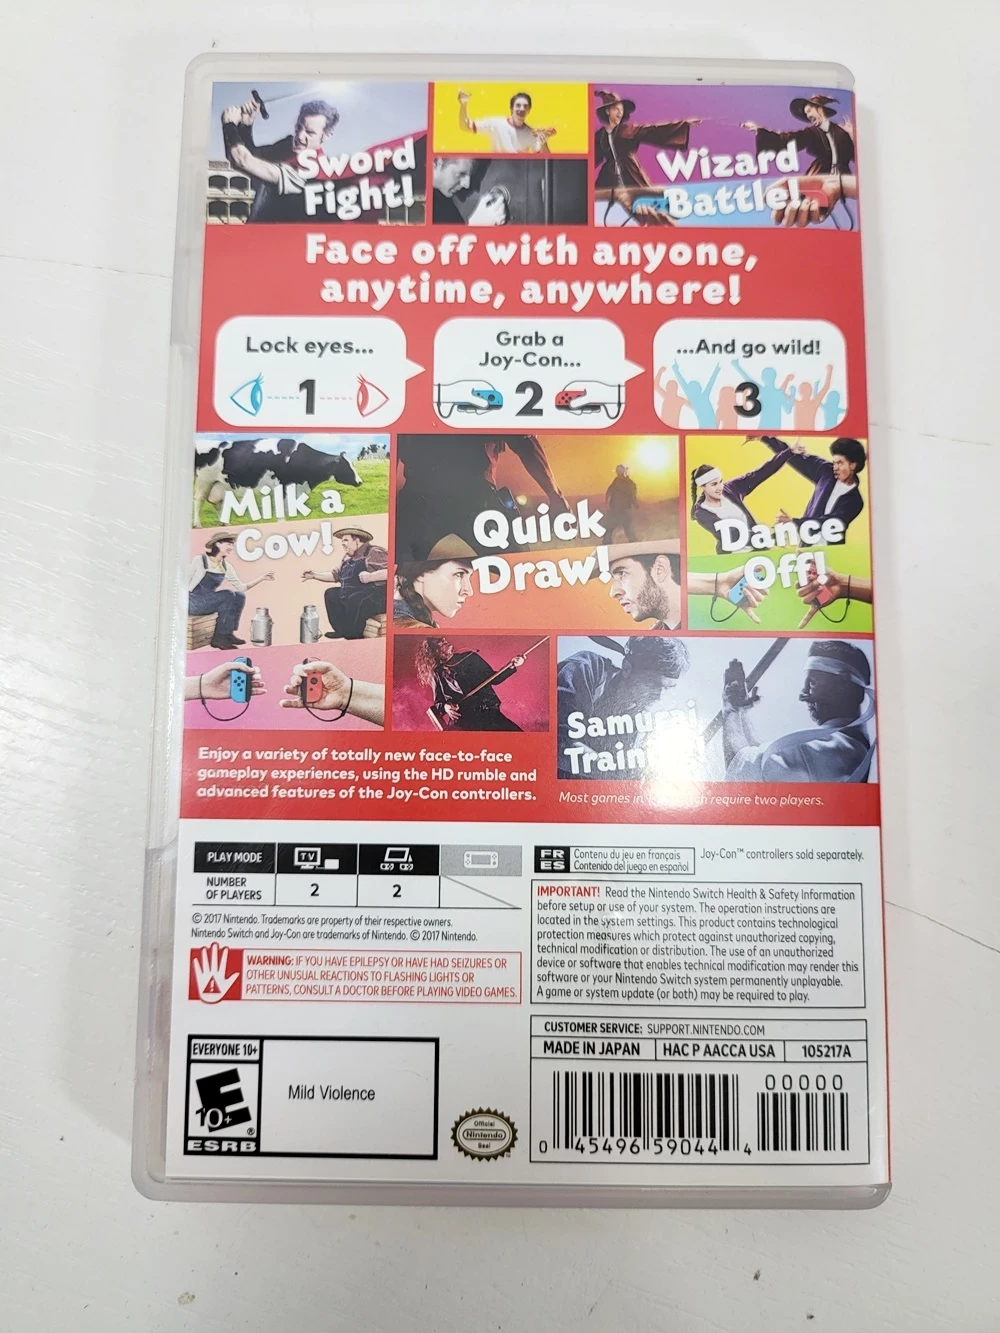 Sword
Fight!
Wizard
Battle!
Face off with anyone,
anytime, anywhere!
Lock eyes...
1
Grab a
Joy-Con...
2
...And go wild!
3
Milk a
Cow!
Quick
Draw!
Dance
Off!
Samurai
Train
Enjoy a variety of totally new face-to-face
gameplay experiences, using the HD rumble and
advanced features of the Joy-Con controllers.
Most games in require two players.
PLAY MODE
TV
NUMBER
OF PLAYERS
2
2
FR
ES
Contenu du jeu en français
Contenido del juego en español
Joy-Con™ controllers sold separately.
© 2017 Nintendo. Trademarks are property of their respective owners.
Nintendo Switch and Joy-Con are trademarks of Nintendo. © 2017 Nintendo.
WARNING: IF YOU HAVE EPILEPSY OR HAVE HAD SEIZURES OR
OTHER UNUSUAL REACTIONS TO FLASHING LIGHTS OR
PATTERNS, CONSULT A DOCTOR BEFORE PLAYING VIDEO GAMES.
IMPORTANT! Read the Nintendo Switch Health & Safety Information
before setup or use of your system. The operation instructions are
located in the system settings. This product contains technological
protection measures which protect against unauthorized copying,
technical modification or distribution. The use of an unauthorized
device or software that enables technical modification may render this
software or your Nintendo Switch system permanently unplayable.
A game or system update (or both) may be required to play.
CUSTOMER SERVICE: SUPPORT.NINTENDO.COM
MADE IN JAPAN
HAC P AACCA USA
105217A
EVERYONE 10+
E
10+
®
ESRB
Mild Violence
Official
Nintendo
Seal
00000
0 45496 59044 4